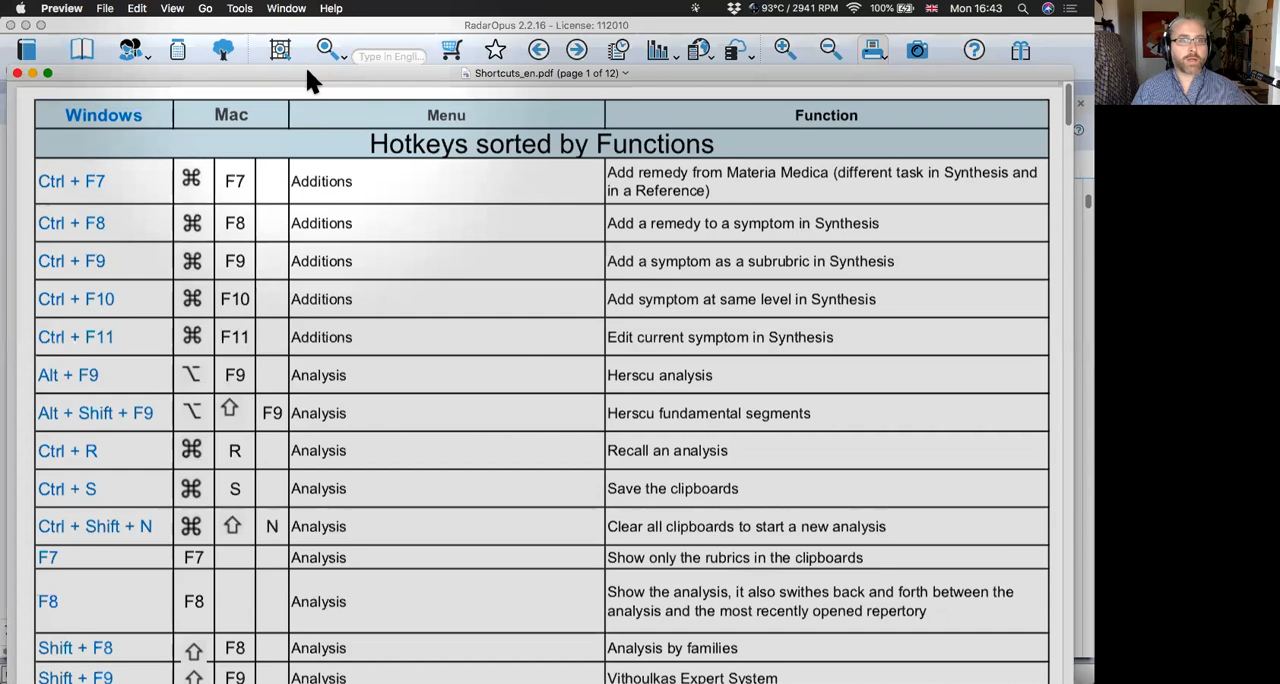 Preview File Edit View Go Tools Window Help 93°C / 2941 RPM 100% Mon 16:43
RadarOpus 2.2.16 - License: 112010
Type in Engli...
Shortcuts_en.pdf (page 1 of 12)
Windows Mac Menu Function
Hotkeys sorted by Functions
Ctrl + F7 ⌘ F7 Additions Add remedy from Materia Medica (different task in Synthesis and
in a Reference)
Ctrl + F8 ⌘ F8 Additions Add a remedy to a symptom in Synthesis
Ctrl + F9 ⌘ F9 Additions Add a symptom as a subrubric in Synthesis
Ctrl + F10 ⌘ F10 Additions Add symptom at same level in Synthesis
Ctrl + F11 ⌘ F11 Additions Edit current symptom in Synthesis
Alt + F9 ⌥ F9 Analysis Herscu analysis
Alt + Shift + F9 ⌥ ⇧ F9 Analysis Herscu fundamental segments
Ctrl + R ⌘ R Analysis Recall an analysis
Ctrl + S ⌘ S Analysis Save the clipboards
Ctrl + Shift + N ⌘ ⇧ N Analysis Clear all clipboards to start a new analysis
F7 F7 Analysis Show only the rubrics in the clipboards
F8 F8 Analysis Show the analysis, it also swithes back and forth between the
analysis and the most recently opened repertory
Shift + F8 ⇧ F8 Analysis Analysis by families
Shift + F9 ⇧ F9 Analysis Vithoulkas Expert System